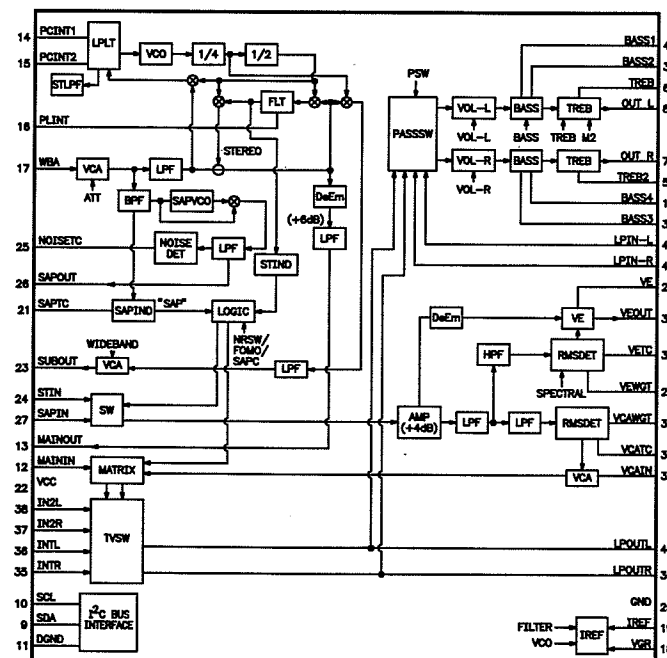 14 PCINT1
LPLT
VCO
1/4
1/2
15 PCINT2
STLPF
16 PLINT
FLT
STEREO
17 WBA
VCA
ATT
LPF
BPF
SAPVCO
DeEm
(+6dB)
LPF
25 NOISETC
NOISE
DET
LPF
STIND
26 SAPOUT
21 SAPTC
SAPIND
"SAP"
LOGIC
NRSW/
FOMO/
SAPC
WIDEBAND
23 SUBOUT
VCA
LPF
24 STIN
27 SAPIN
SW
13 MAINOUT
12 MAININ
MATRIX
22 VCC
38 IN2L
37 IN2R
36 INTL
35 INTR
TVSW
10 SCL
9 SDA
11 DGND
I2C BUS
INTERFACE
PSW
PASSSW
VOL-L
BASS
TREB
VOL-L
BASS
TREB M2
VOL-R
BASS
TREB
VOL-R
BASS1
BASS2
TREB
OUT L
OUT R
TREB2
BASS4
BASS3
LPIN-L
LPIN-R
VE
DeEm
VE
VEOUT
HPF
RMSDET
VETC
SPECTRAL
VEWGT
AMP
(+4dB)
LPF
LPF
RMSDET
VCAWGT
VCATC
VCA
VCAIN
LPOUTL
LPOUTR
GND
FILTER
VCO
IREF
IREF
VGR